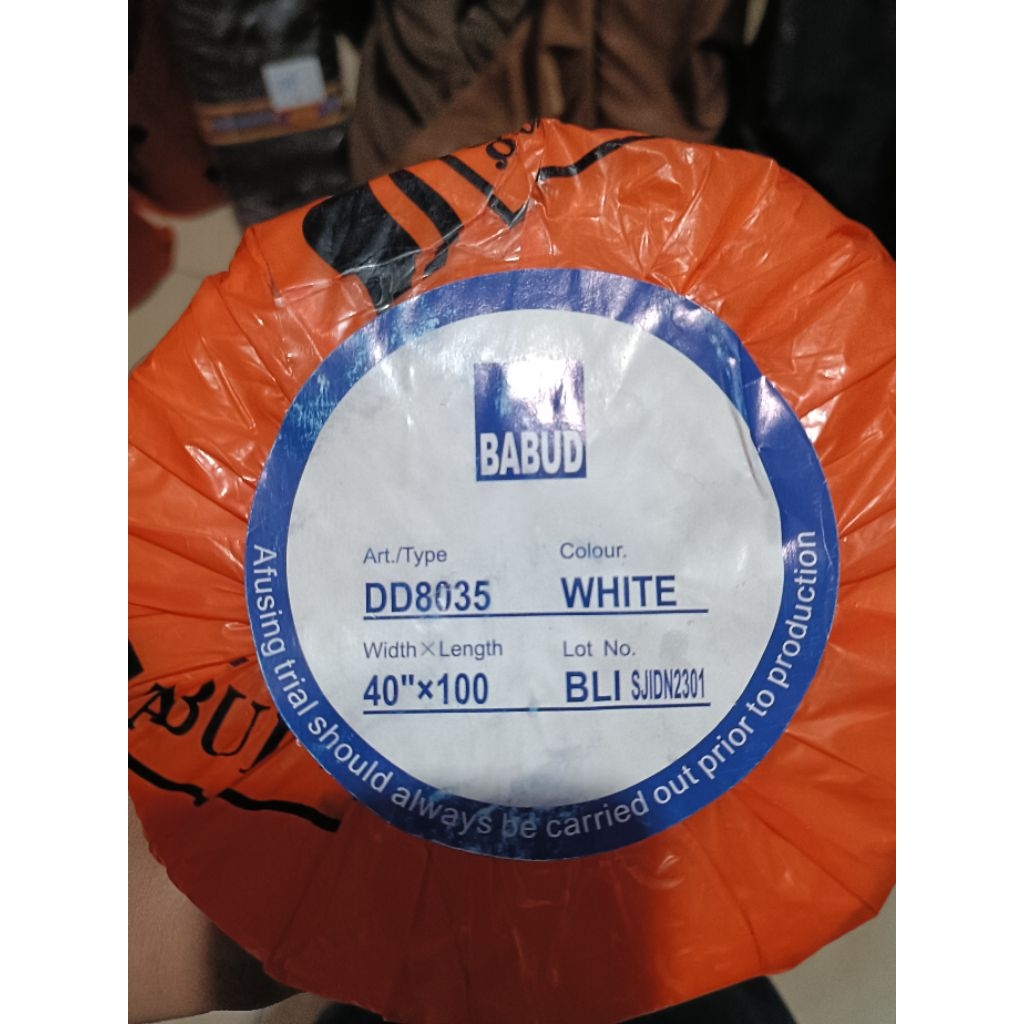 BABUD
Art./Type
Colour.
DD8035
WHITE
Width×Length
Lot No.
40"×100
BLI SJIDN2301
Afusing trial should always be carried out prior to production